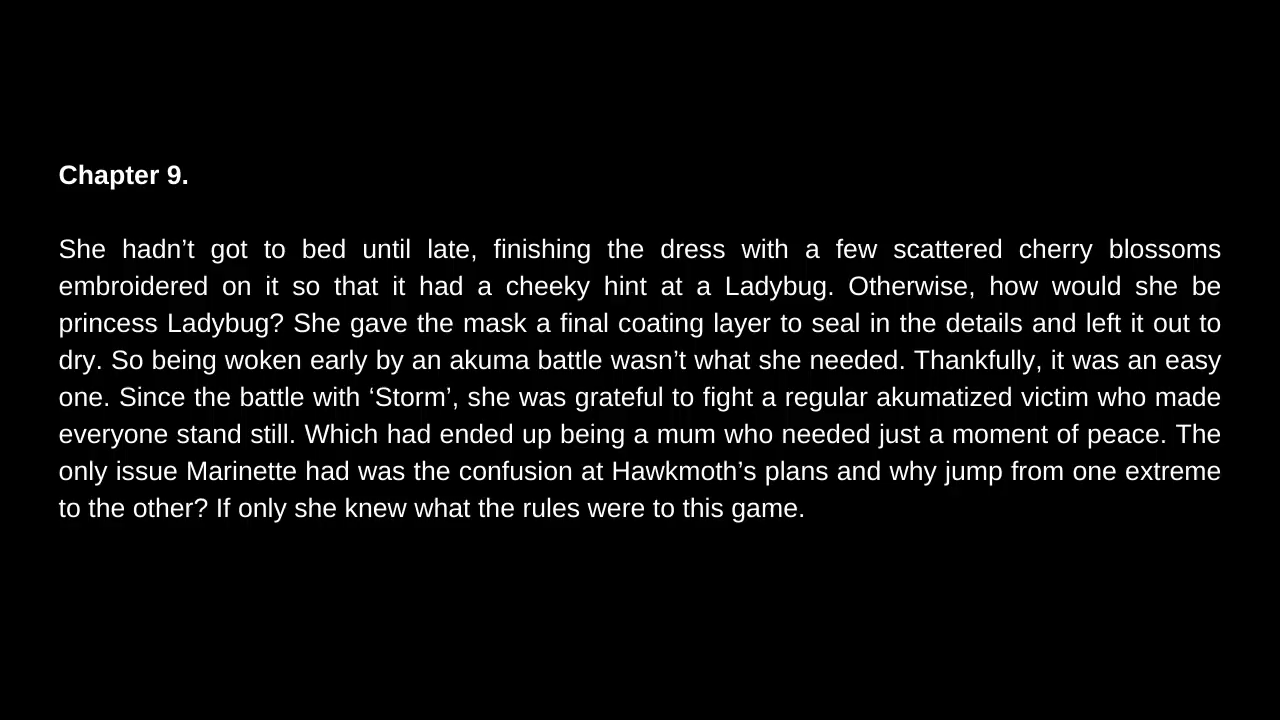 Chapter 9.
She hadn’t got to bed until late, finishing the dress with a few scattered cherry blossoms
embroidered on it so that it had a cheeky hint at a Ladybug. Otherwise, how would she be
princess Ladybug? She gave the mask a final coating layer to seal in the details and left it out to
dry. So being woken early by an akuma battle wasn’t what she needed. Thankfully, it was an easy
one. Since the battle with ‘Storm’, she was grateful to fight a regular akumatized victim who made
everyone stand still. Which had ended up being a mum who needed just a moment of peace. The
only issue Marinette had was the confusion at Hawkmoth’s plans and why jump from one extreme
to the other? If only she knew what the rules were to this game.